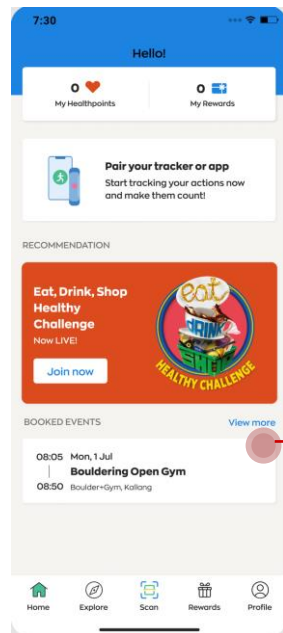 7:30
Hello!
0
My Healthpoints
0
My Rewards
Pair your tracker or app
Start tracking your actions now
and make them count!
RECOMMENDATION
Eat, Drink, Shop
Healthy
Challenge
Now LIVE!
Join now
eat
DRINK
SHOP
HEALTHY CHALLENGE
BOOKED EVENTS
View more
08:05 Mon, 1 Jul
Bouldering Open Gym
08:50 Boulder+Gym, Kallang
Home Explore Scan Rewards Profile